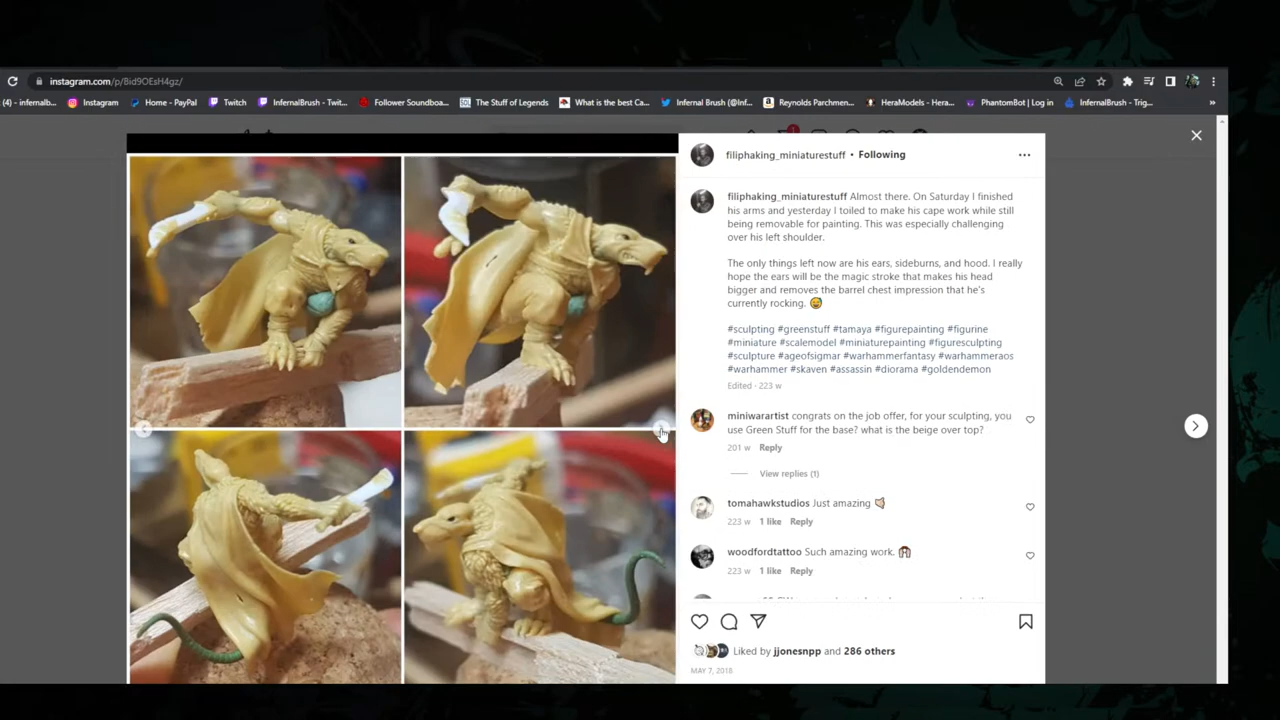 instagram.com/p/Bid9OEsH4gz/
(4) - infernalb...
Instagram
Home - PayPal
Twitch
InfernalBrush - Twit...
Follower Soundboa...
The Stuff of Legends
What is the best Ca...
Infernal Brush (@Inf...
Reynolds Parchmen...
HeraModels - Hera...
PhantomBot | Log in
InfernalBrush - Trig...
filiphaking_miniaturestuff • Following
filiphaking_miniaturestuff Almost there. On Saturday I finished
his arms and yesterday I toiled to make his cape work while still
being removable for painting. This was especially challenging
over his left shoulder.
The only things left now are his ears, sideburns, and hood. I really
hope the ears will be the magic stroke that makes his head
bigger and removes the barrel chest impression that he's
currently rocking. 😅
#sculpting #greenstuff #tamaya #figurepainting #figurine
#miniature #scalemodel #miniaturepainting #figuresculpting
#sculpture #ageofsigmar #warhammerfantasy #warhammeraos
#warhammer #skaven #assassin #diorama #goldendemon
Edited · 223 w
miniwarartist congrats on the job offer, for your sculpting, you
use Green Stuff for the base? what is the beige over top?
201 w Reply
View replies (1)
tomahawkstudios Just amazing
223 w 1 like Reply
woodfordtattoo Such amazing work.
223 w 1 like Reply
Liked by jjonesnpp and 286 others
MAY 7, 2018